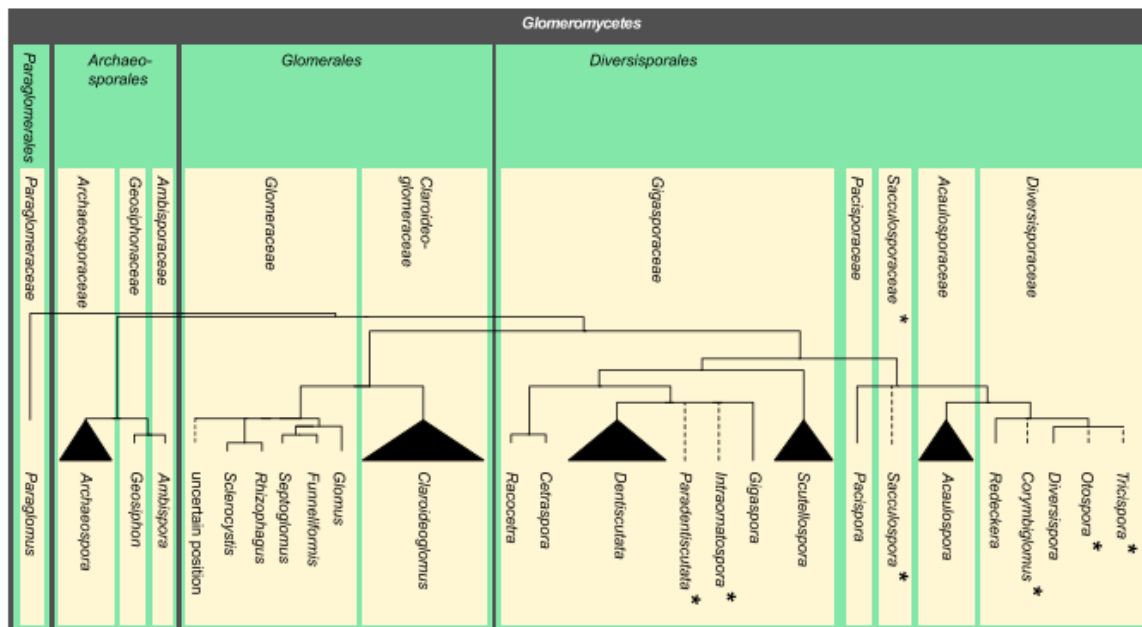 Glomeromycetes
Paraglomerales
Archaeo-
sporales
Glomerales
Diversisporales
Paraglomeraceae
Archaeosporaceae
Geosiphonaceae
Ambisporaceae
Glomeraceae
Claroideo-
glomeraceae
Gigasporaceae
Pacisporaceae
Sacculosporaceae *
Acaulosporaceae
Diversisporaceae
Paraglomus
Archaeospora
Geosiphon
Ambispora
uncertain position
Sclerocystis
Rhizophagus
Septoglomus
Funneliformis
Glomus
Claroideoglomus
Racocetra
Cetraspora
Dentiscutata
Paradentiscutata *
Intraornatospora *
Gigaspora
Scutellospora
Pacispora
Sacculospora *
Acaulospora
Redeckera
Corymbiglomus *
Diversispora
Otospora *
Tricispora *